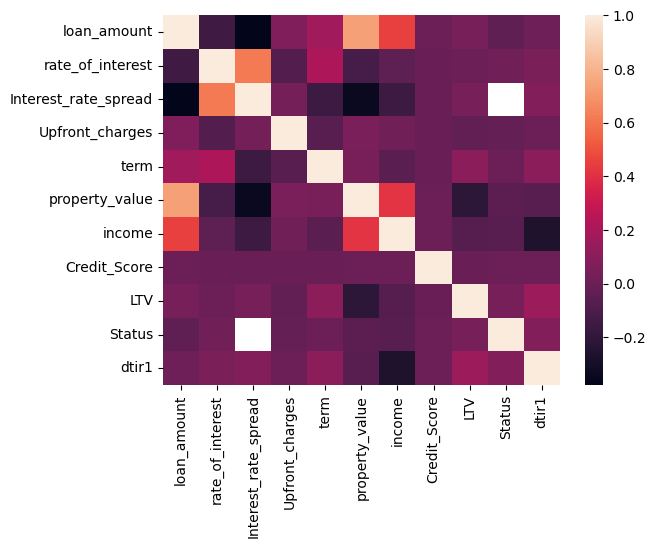 loan_amount
rate_of_interest
Interest_rate_spread
Upfront_charges
term
property_value
income
Credit_Score
LTV
Status
dtir1
loan_amount
rate_of_interest
Interest_rate_spread
Upfront_charges
term
property_value
income
Credit_Score
LTV
Status
dtir1
1.0
0.8
0.6
0.4
0.2
0.0
−0.2